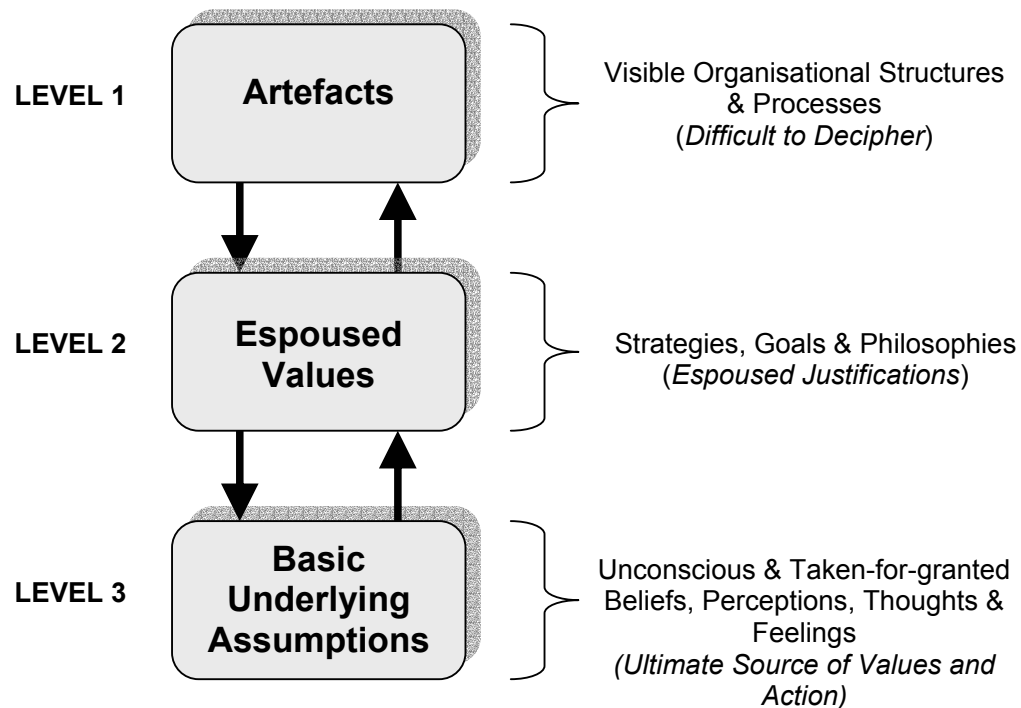 LEVEL 1
Artefacts
Visible Organisational Structures
& Processes
(Difficult to Decipher)
LEVEL 2
Espoused
Values
Strategies, Goals & Philosophies
(Espoused Justifications)
LEVEL 3
Basic
Underlying
Assumptions
Unconscious & Taken-for-granted
Beliefs, Perceptions, Thoughts &
Feelings
(Ultimate Source of Values and
Action)